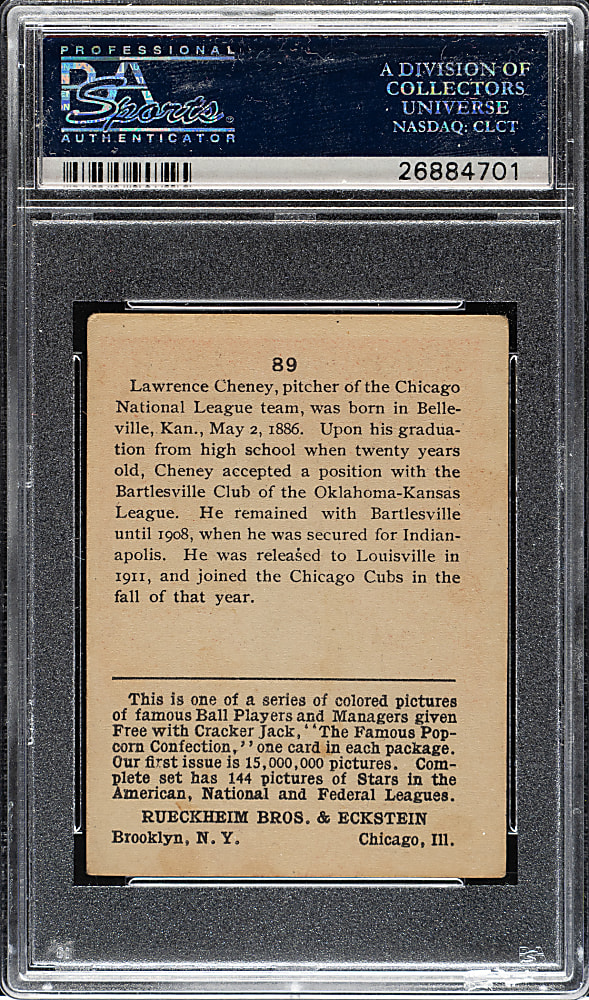 PROFESSIONAL
PSA
Sports
AUTHENTICATOR
A DIVISION OF
COLLECTORS
UNIVERSE
NASDAQ: CLCT
26884701
89
Lawrence Cheney, pitcher of the Chicago
National League team, was born in Belle-
ville, Kan., May 2, 1886. Upon his gradua-
tion from high school when twenty years
old, Cheney accepted a position with the
Bartlesville Club of the Oklahoma-Kansas
League. He remained with Bartlesville
until 1908, when he was secured for Indian-
apolis. He was released to Louisville in
1911, and joined the Chicago Cubs in the
fall of that year.
This is one of a series of colored pictures
of famous Ball Players and Managers given
Free with Cracker Jack, "The Famous Pop-
corn Confection," one card in each package.
Our first issue is 15,000,000 pictures. Com-
plete set has 144 pictures of Stars in the
American, National and Federal Leagues.
RUECKHEIM BROS. & ECKSTEIN
Brooklyn, N. Y. Chicago, Ill.